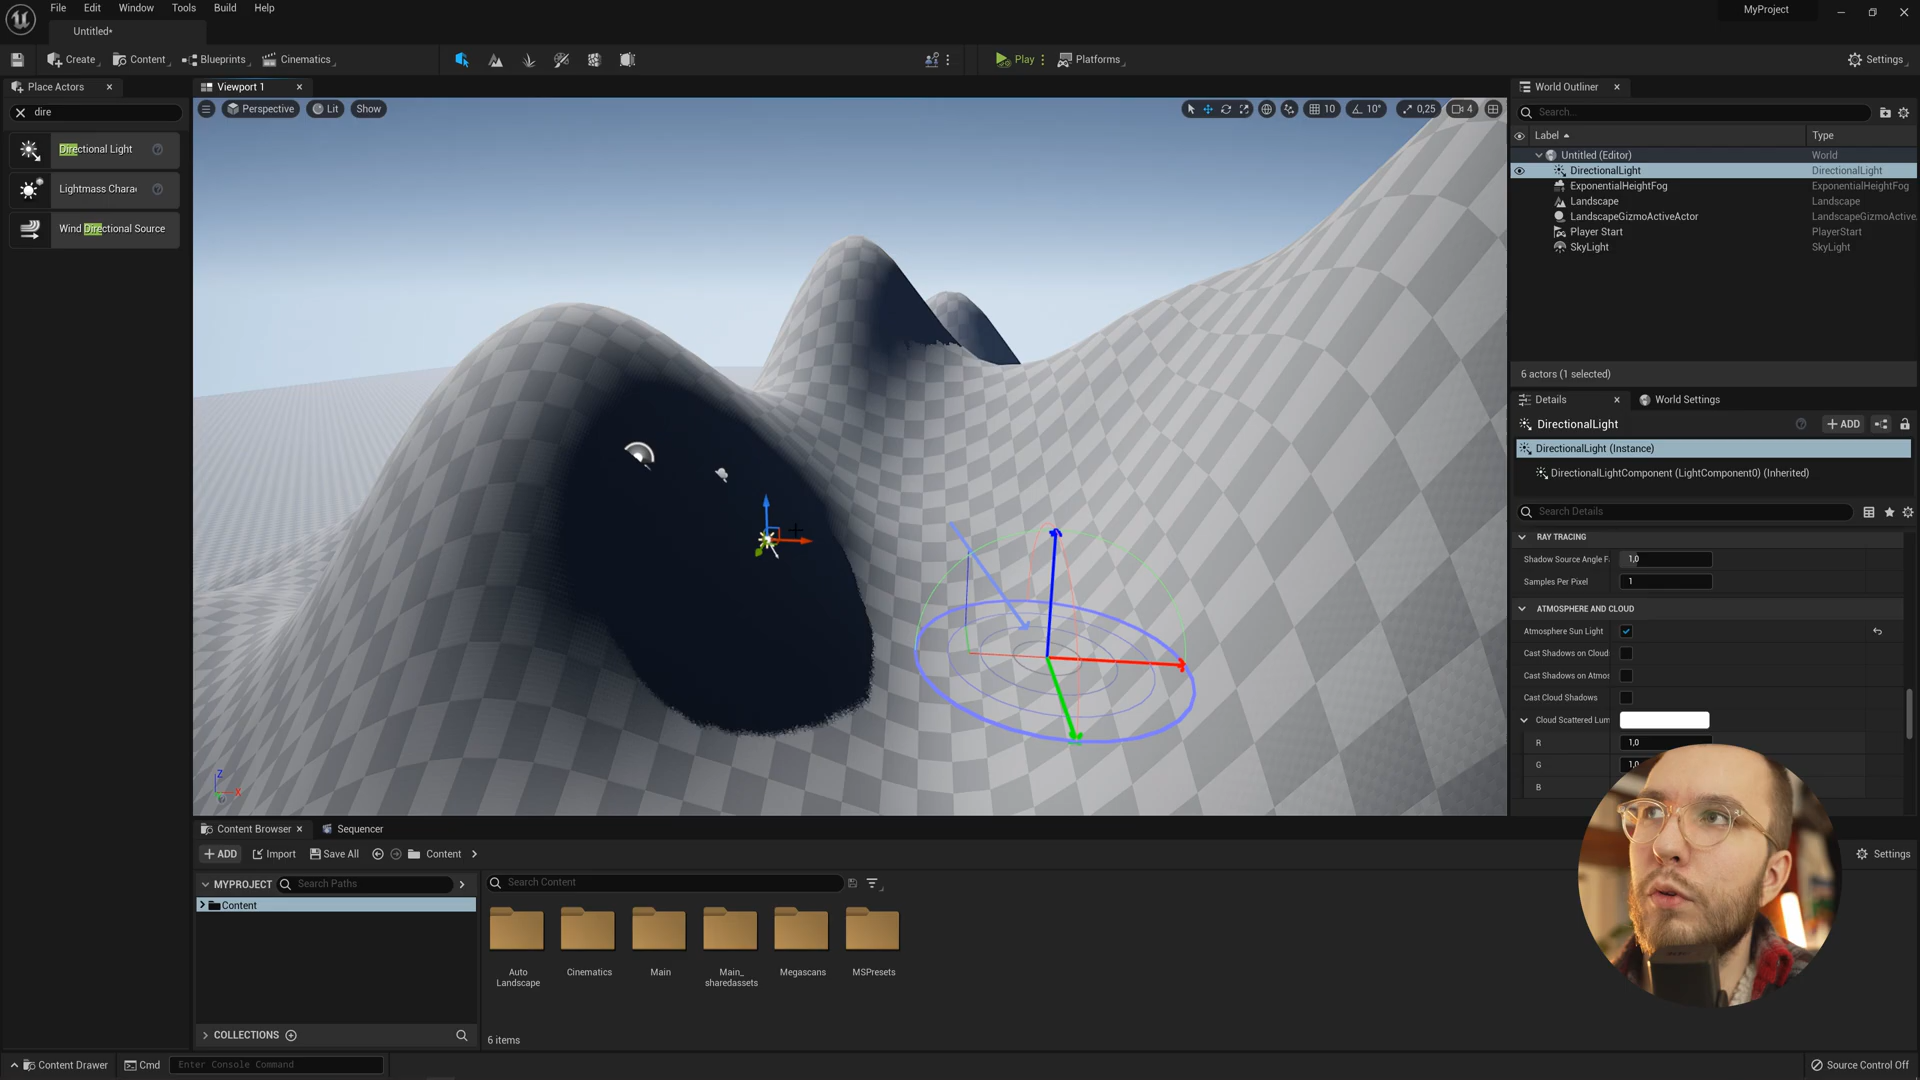 File Edit Window Tools Build Help
MyProject
Untitled*
Create Content Blueprints Cinematics Play Platforms Settings
Place Actors
dire
Directional Light
Lightmass Chara
Wind Directional Source
Viewport 1
Perspective Lit Show
10 10° 0,25 4
Z
X
World Outliner
Search...
Label Type
Untitled (Editor) World
DirectionalLight DirectionalLight
ExponentialHeightFog ExponentialHeightFog
Landscape Landscape
LandscapeGizmoActiveActor LandscapeGizmoActive
Player Start PlayerStart
SkyLight SkyLight
6 actors (1 selected)
Details World Settings
DirectionalLight ADD
DirectionalLight (Instance)
DirectionalLightComponent (LightComponent0) (Inherited)
Search Details
RAY TRACING
Shadow Source Angle F 1,0
Samples Per Pixel 1
ATMOSPHERE AND CLOUD
Atmosphere Sun Light
Cast Shadows on Cloud
Cast Shadows on Atmo
Cast Cloud Shadows
Cloud Scattered Lum
R 1,0
G 1,0
B
Content Browser Sequencer
ADD Import Save All Content Settings
MYPROJECT Search Paths
Search Content
Content
Auto Landscape
Cinematics
Main
Main_sharedassets
Megascans
MSPresets
COLLECTIONS
6 items
Content Drawer Cmd Enter Console Command Source Control Off